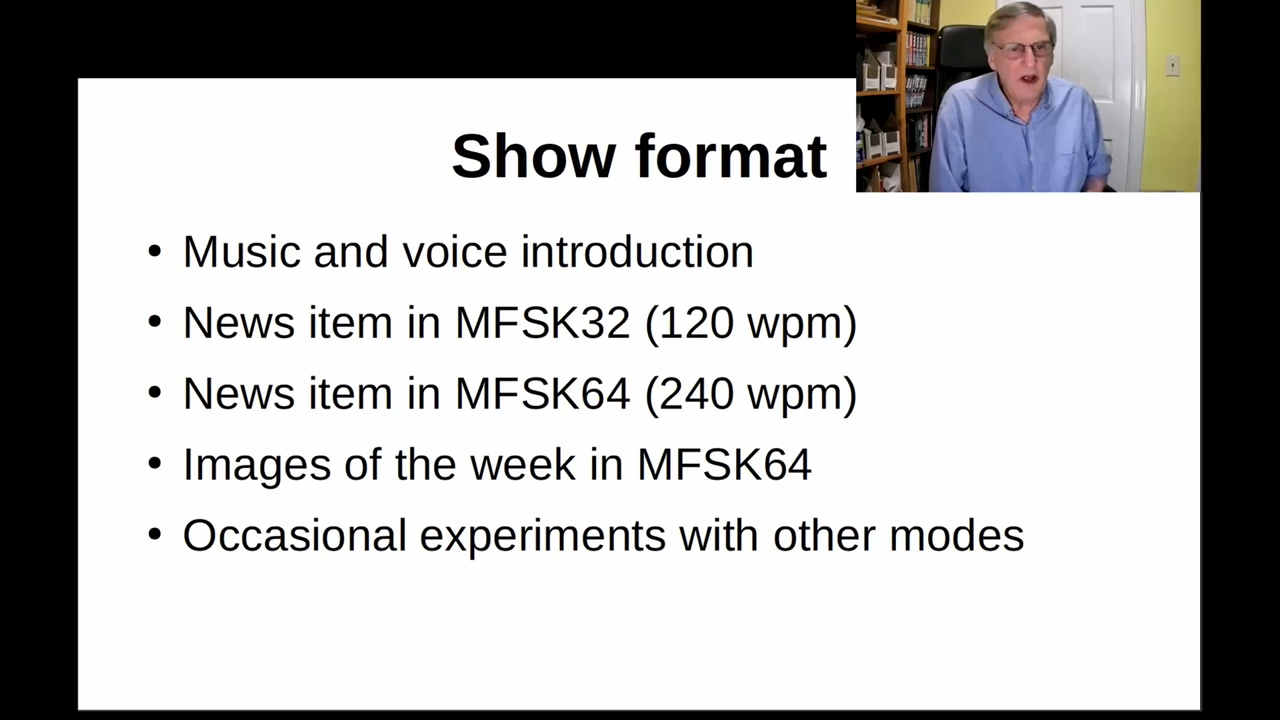 Show format
• Music and voice introduction
• News item in MFSK32 (120 wpm)
• News item in MFSK64 (240 wpm)
• Images of the week in MFSK64
• Occasional experiments with other modes